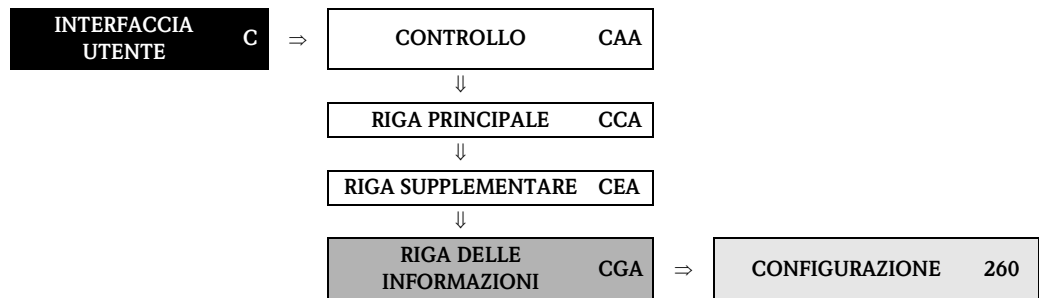 INTERFACCIA
UTENTE C ⇒ CONTROLLO CAA
⇓
RIGA PRINCIPALE CCA
⇓
RIGA SUPPLEMENTARE CEA
⇓
RIGA DELLE
INFORMAZIONI CGA ⇒ CONFIGURAZIONE 260